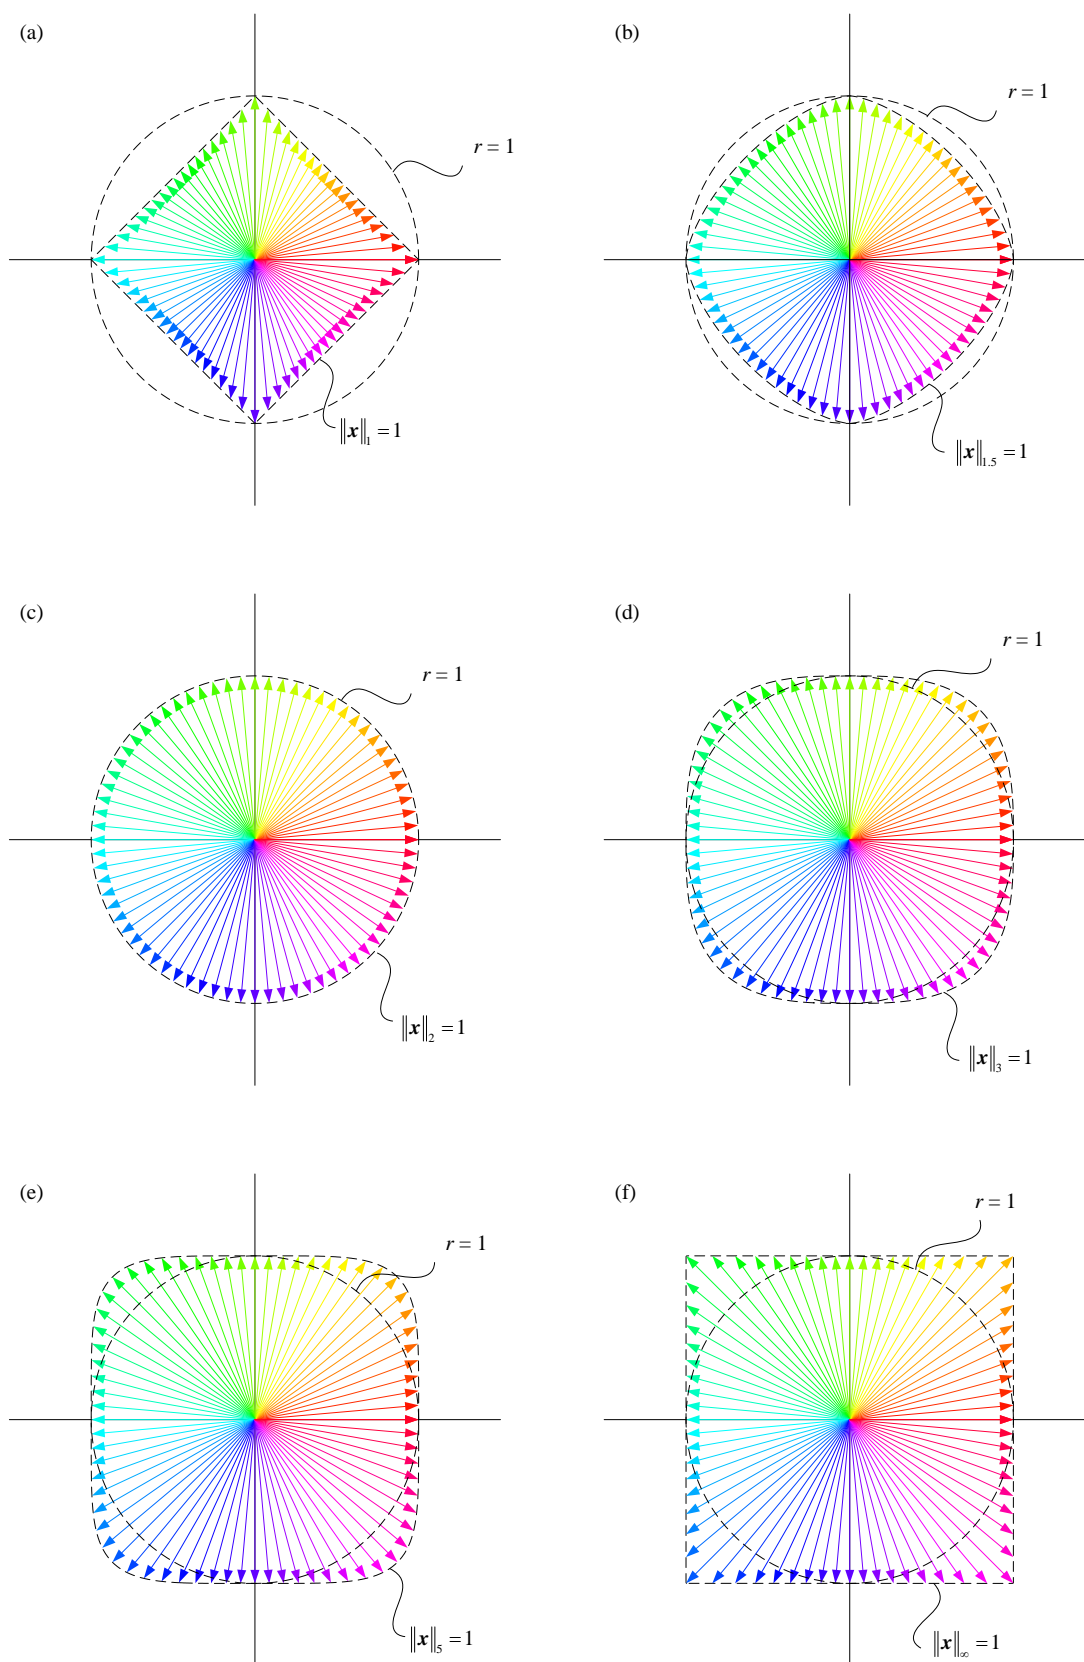 (a)
r = 1
‖x‖₁ = 1
(b)
r = 1
‖x‖₁.₅ = 1
(c)
r = 1
‖x‖₂ = 1
(d)
r = 1
‖x‖₃ = 1
(e)
r = 1
‖x‖₅ = 1
(f)
r = 1
‖x‖∞ = 1